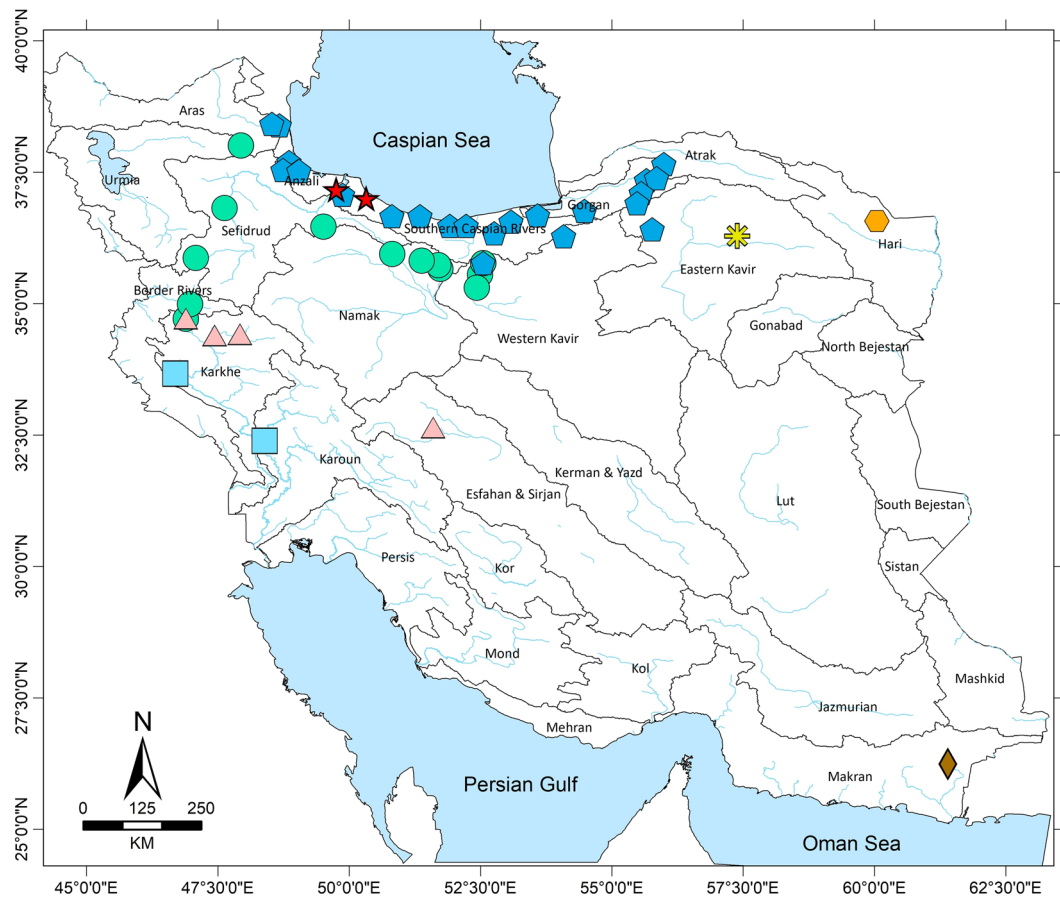 40°0'0"N
37°30'0"N
35°0'0"N
32°30'0"N
30°0'0"N
27°30'0"N
25°0'0"N
Aras
Caspian Sea
Atrak
Urmia
Anzali
Gorgan
Sefidrud
Southern Caspian Rivers
Hari
Eastern Kavir
Border Rivers
Namak
Gonabad
Western Kavir
North Bejestan
Karkhe
Karoun
Kerman & Yazd
Esfahan & Sirjan
Lut
South Bejestan
Persis
Kor
Sistan
Mond
Kol
Mashkid
Jazmurian
Mehran
N
Makran
Persian Gulf
0 125 250
KM
Oman Sea
45°0'0"E 47°30'0"E 50°0'0"E 52°30'0"E 55°0'0"E 57°30'0"E 60°0'0"E 62°30'0"E